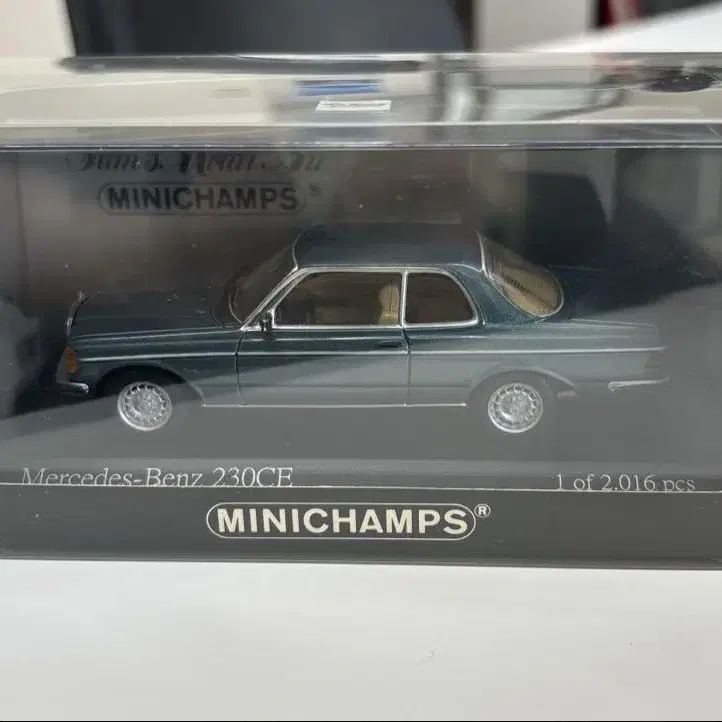 MINICHAMPS®
Mercedes-Benz 230CE
1 of 2.016 pcs
MINICHAMPS®